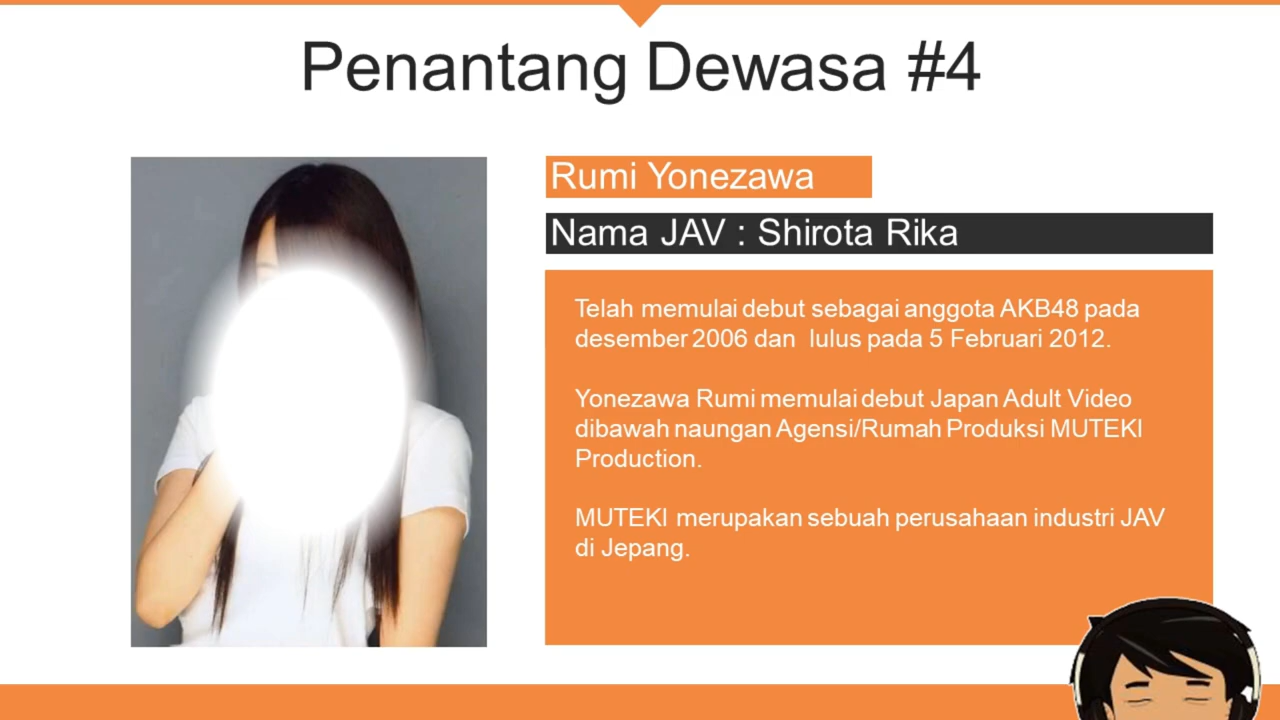 Penantang Dewasa #4
Rumi Yonezawa
Nama JAV : Shirota Rika
Telah memulai debut sebagai anggota AKB48 pada
desember 2006 dan lulus pada 5 Februari 2012.
Yonezawa Rumi memulai debut Japan Adult Video
dibawah naungan Agensi/Rumah Produksi MUTEKI
Production.
MUTEKI merupakan sebuah perusahaan industri JAV
di Jepang.